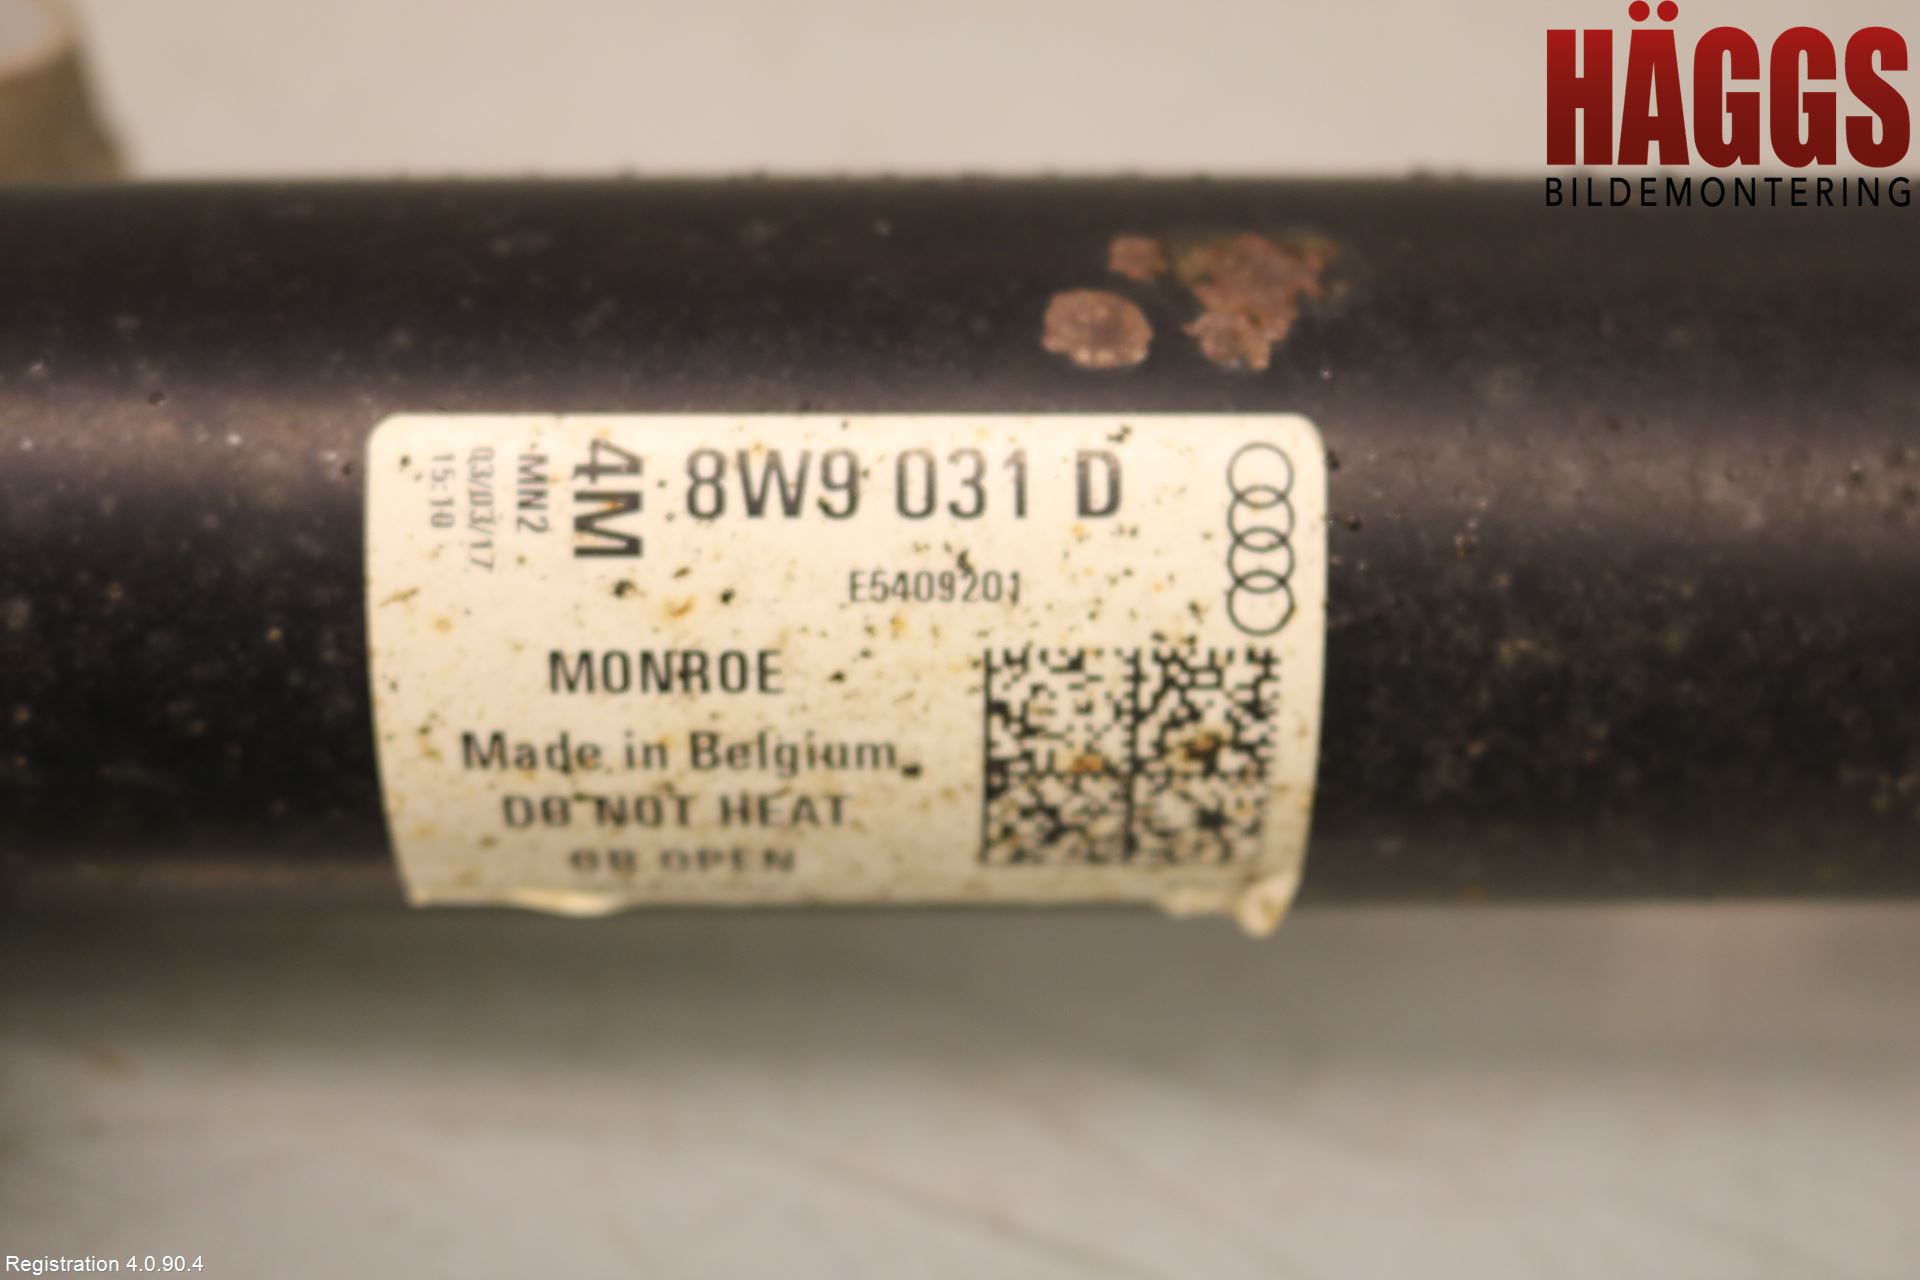 HÄGGS
BILDEMONTERING
4M
8W9 031 D
-MN2
03/03/17
15:10
E5409201
MONROE
Made in Belgium
DO NOT HEAT
OR OPEN
Registration 4.0.90.4